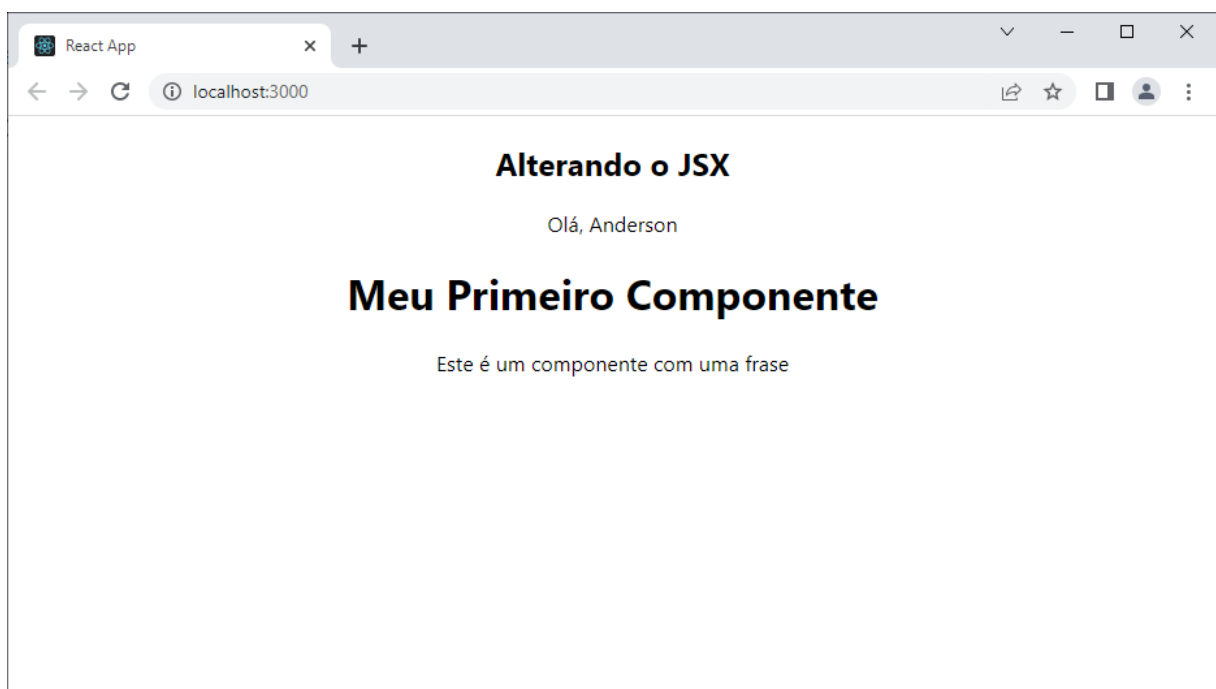 React App
localhost:3000
Alterando o JSX
Olá, Anderson
Meu Primeiro Componente
Este é um componente com uma frase